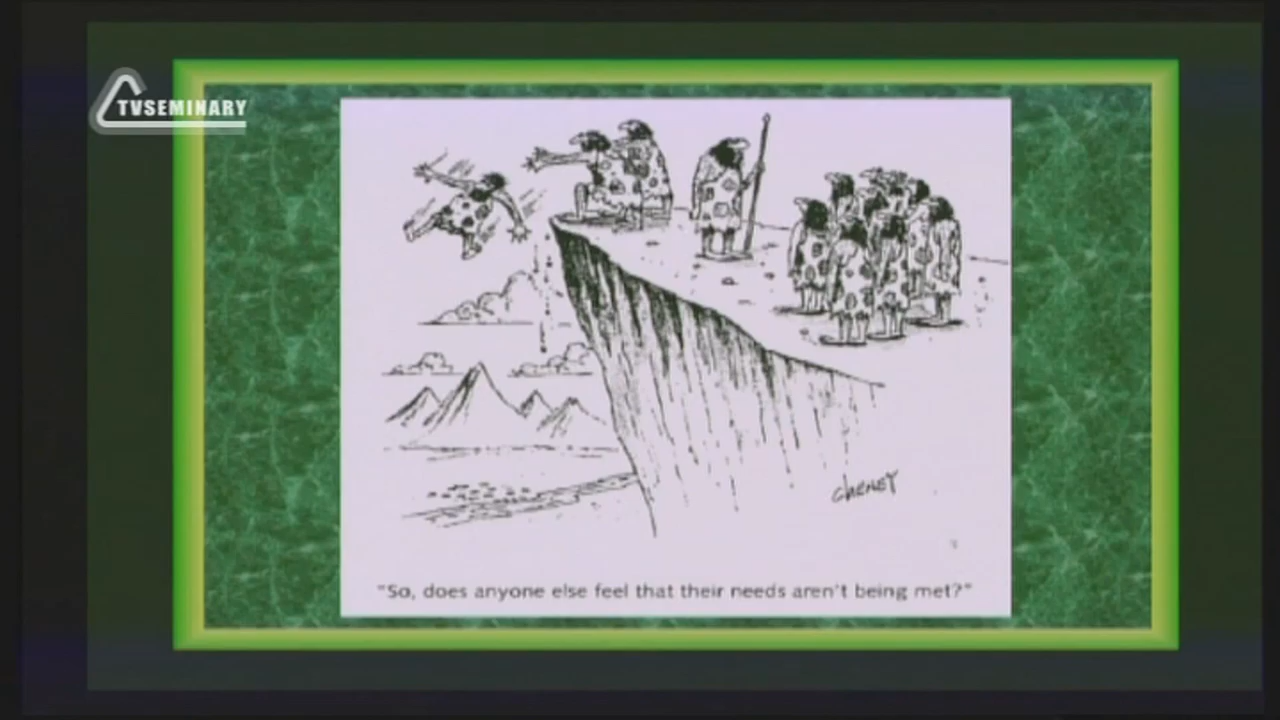 TVSEMINARY
Cheney
"So, does anyone else feel that their needs aren't being met?"